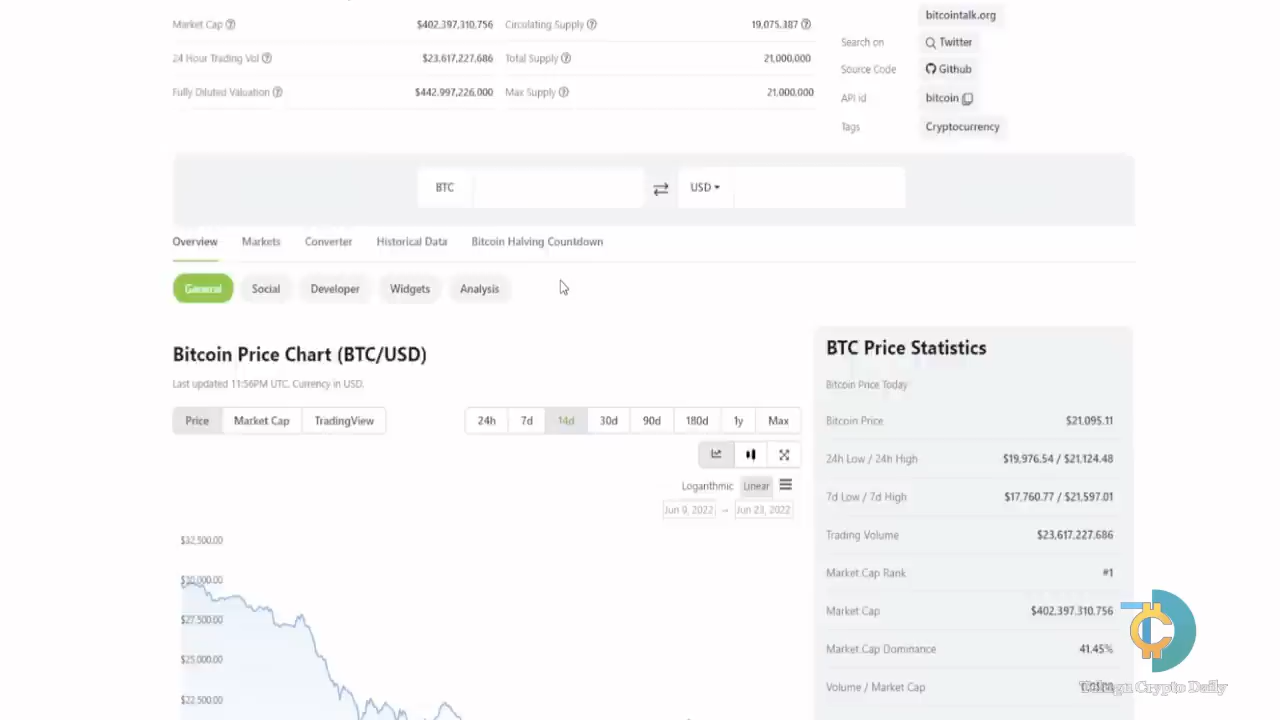 Market Cap $402,397,310,756 Circulating Supply 19,075,387
24 Hour Trading Vol $23,617,227,686 Total Supply 21,000,000
Fully Diluted Valuation $442,997,226,000 Max Supply 21,000,000
bitcointalk.org
Search on Twitter
Source Code Github
API id bitcoin
Tags Cryptocurrency
BTC USD
Overview Markets Converter Historical Data Bitcoin Halving Countdown
General Social Developer Widgets Analysis
Bitcoin Price Chart (BTC/USD)
Last updated 11:56PM UTC. Currency in USD.
Price Market Cap TradingView 24h 7d 14d 30d 90d 180d 1y Max
Logarithmic Linear
Jun 9, 2022 → Jun 23, 2022
$32,500.00
$30,000.00
$27,500.00
$25,000.00
$22,500.00
BTC Price Statistics
Bitcoin Price Today
Bitcoin Price $21,095.11
24h Low / 24h High $19,976.54 / $21,124.48
7d Low / 7d High $17,760.77 / $21,597.01
Trading Volume $23,617,227,686
Market Cap Rank #1
Market Cap $402,397,310,756
Market Cap Dominance 41.45%
Volume / Market Cap
Crypto Daily